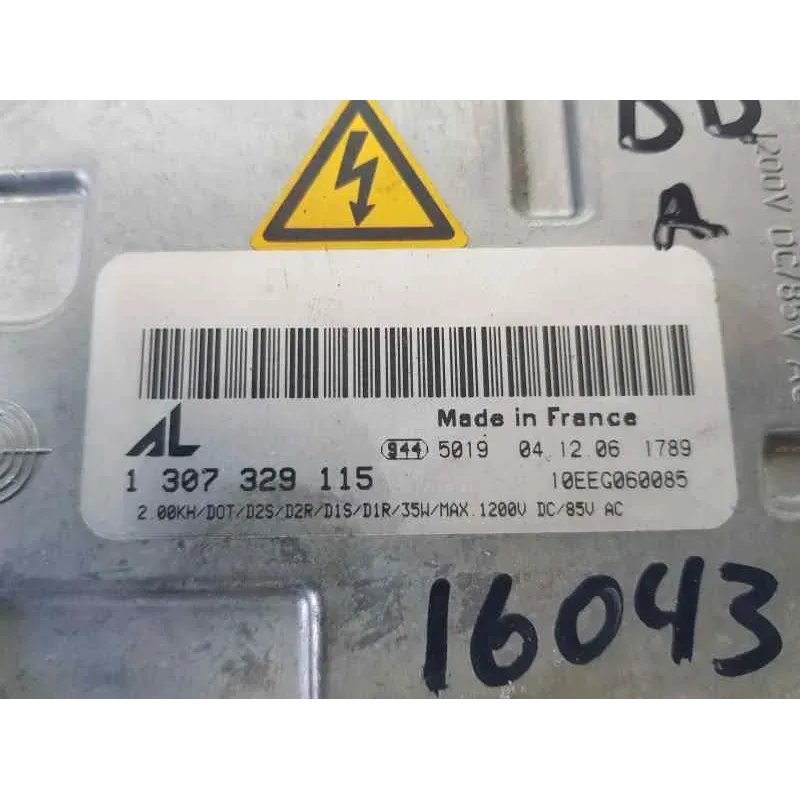 A
1200V DC/85V AC
Made in France
AL
944 5019 04.12.06 1789
1 307 329 115
10EEG060085
2.00KH/DOT/D2S/D2R/D1S/D1R/35W/MAX.1200V DC/85V AC
16043